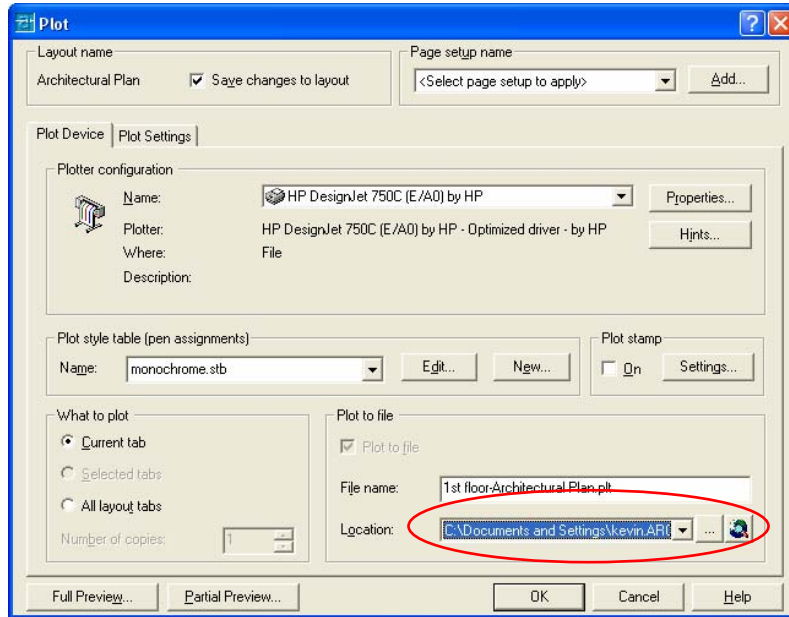 Plot
Layout name
Architectural Plan
Save changes to layout
Page setup name
<Select page setup to apply>
Add...
Plot Device
Plot Settings
Plotter configuration
Name:
HP DesignJet 750C (E/A0) by HP
Properties...
Plotter:
HP DesignJet 750C (E/A0) by HP - Optimized driver - by HP
Hints...
Where:
File
Description:
Plot style table (pen assignments)
Name:
monochrome.stb
Edit...
New...
Plot stamp
On
Settings...
What to plot
Current tab
Selected tabs
All layout tabs
Number of copies:
1
Plot to file
Plot to file
File name:
1st floor-Architectural Plan.plt
Location:
C:\Documents and Settings\kevin.ARC
...
Full Preview...
Partial Preview...
OK
Cancel
Help